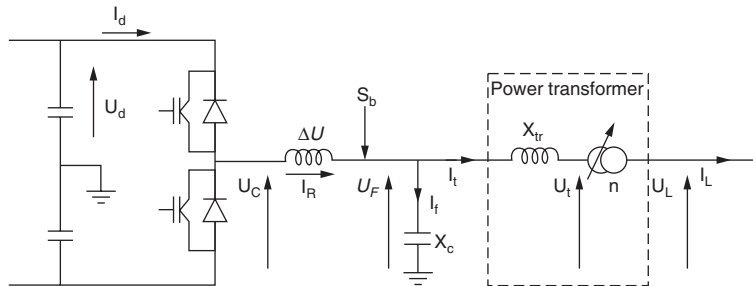 I_d
U_d
ΔU
S_b
Power transformer
X_tr
U_C
I_R
U_F
I_f
I_t
U_t
n
U_L
I_L
X_c